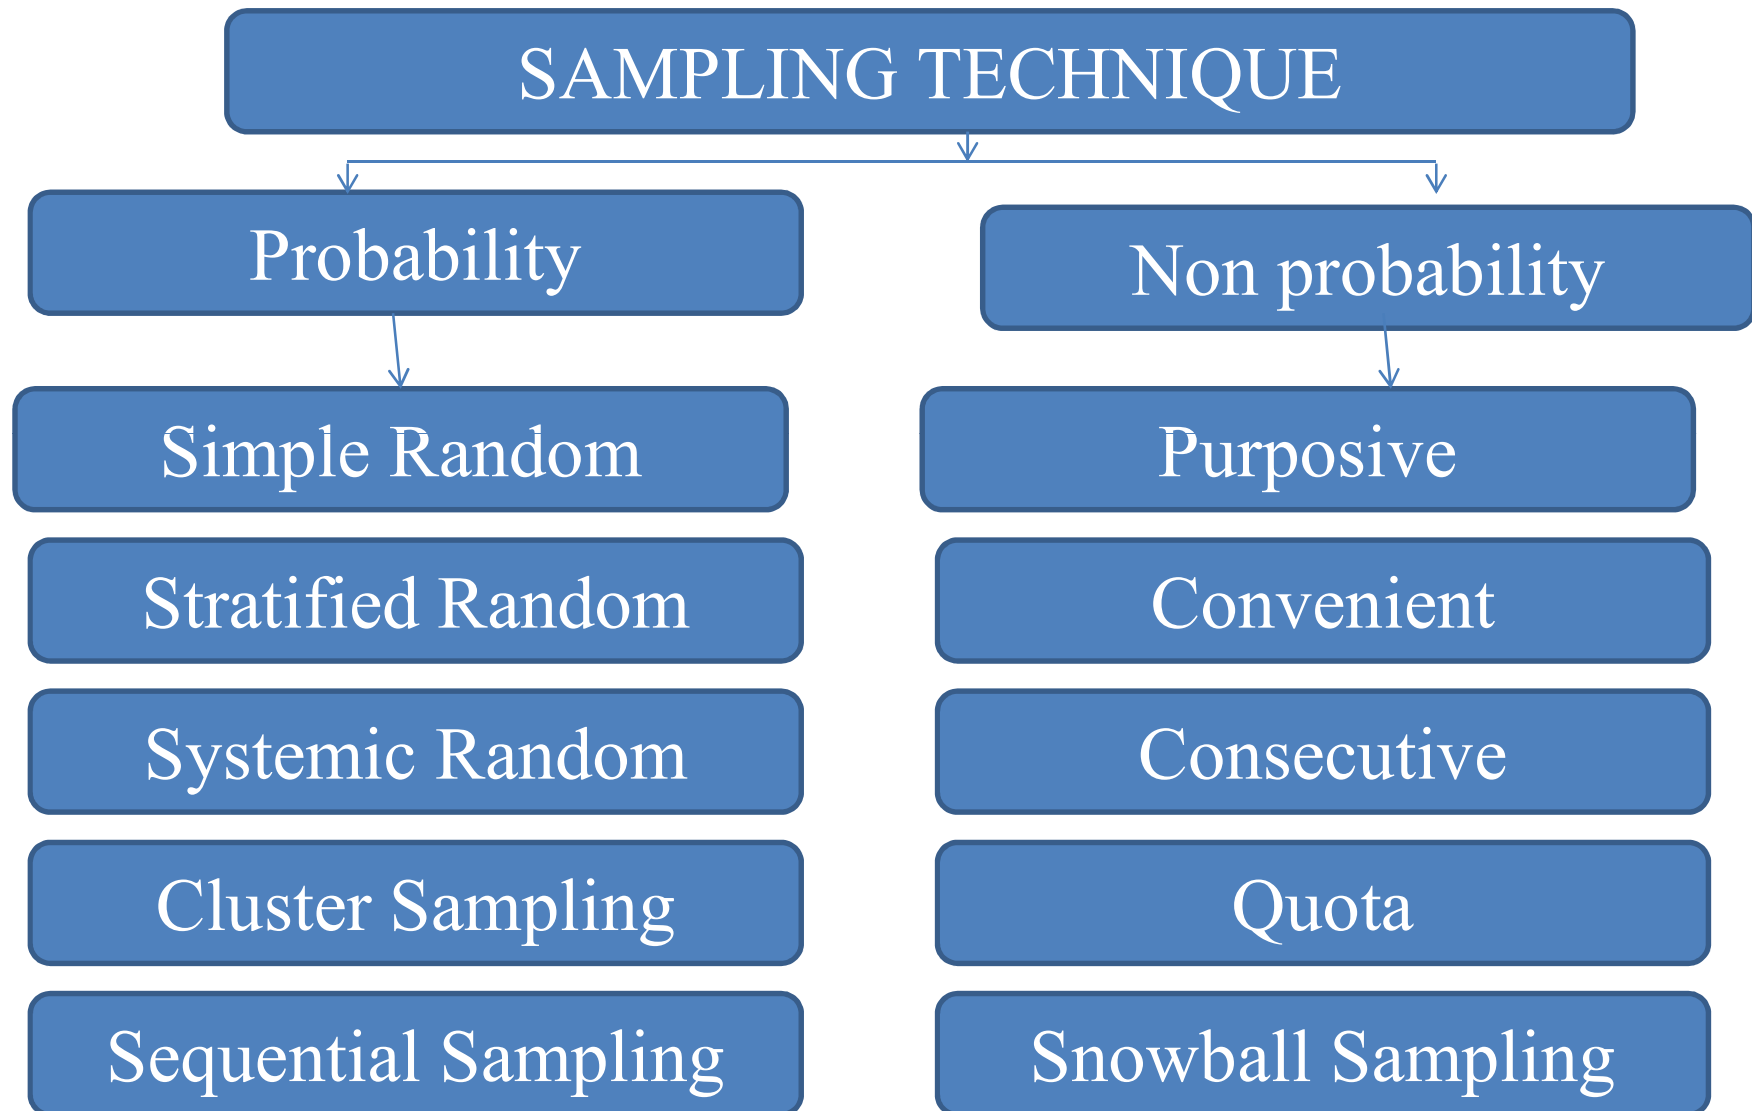 SAMPLING TECHNIQUE
Probability
Non probability
Simple Random
Purposive
Stratified Random
Convenient
Systemic Random
Consecutive
Cluster Sampling
Quota
Sequential Sampling
Snowball Sampling